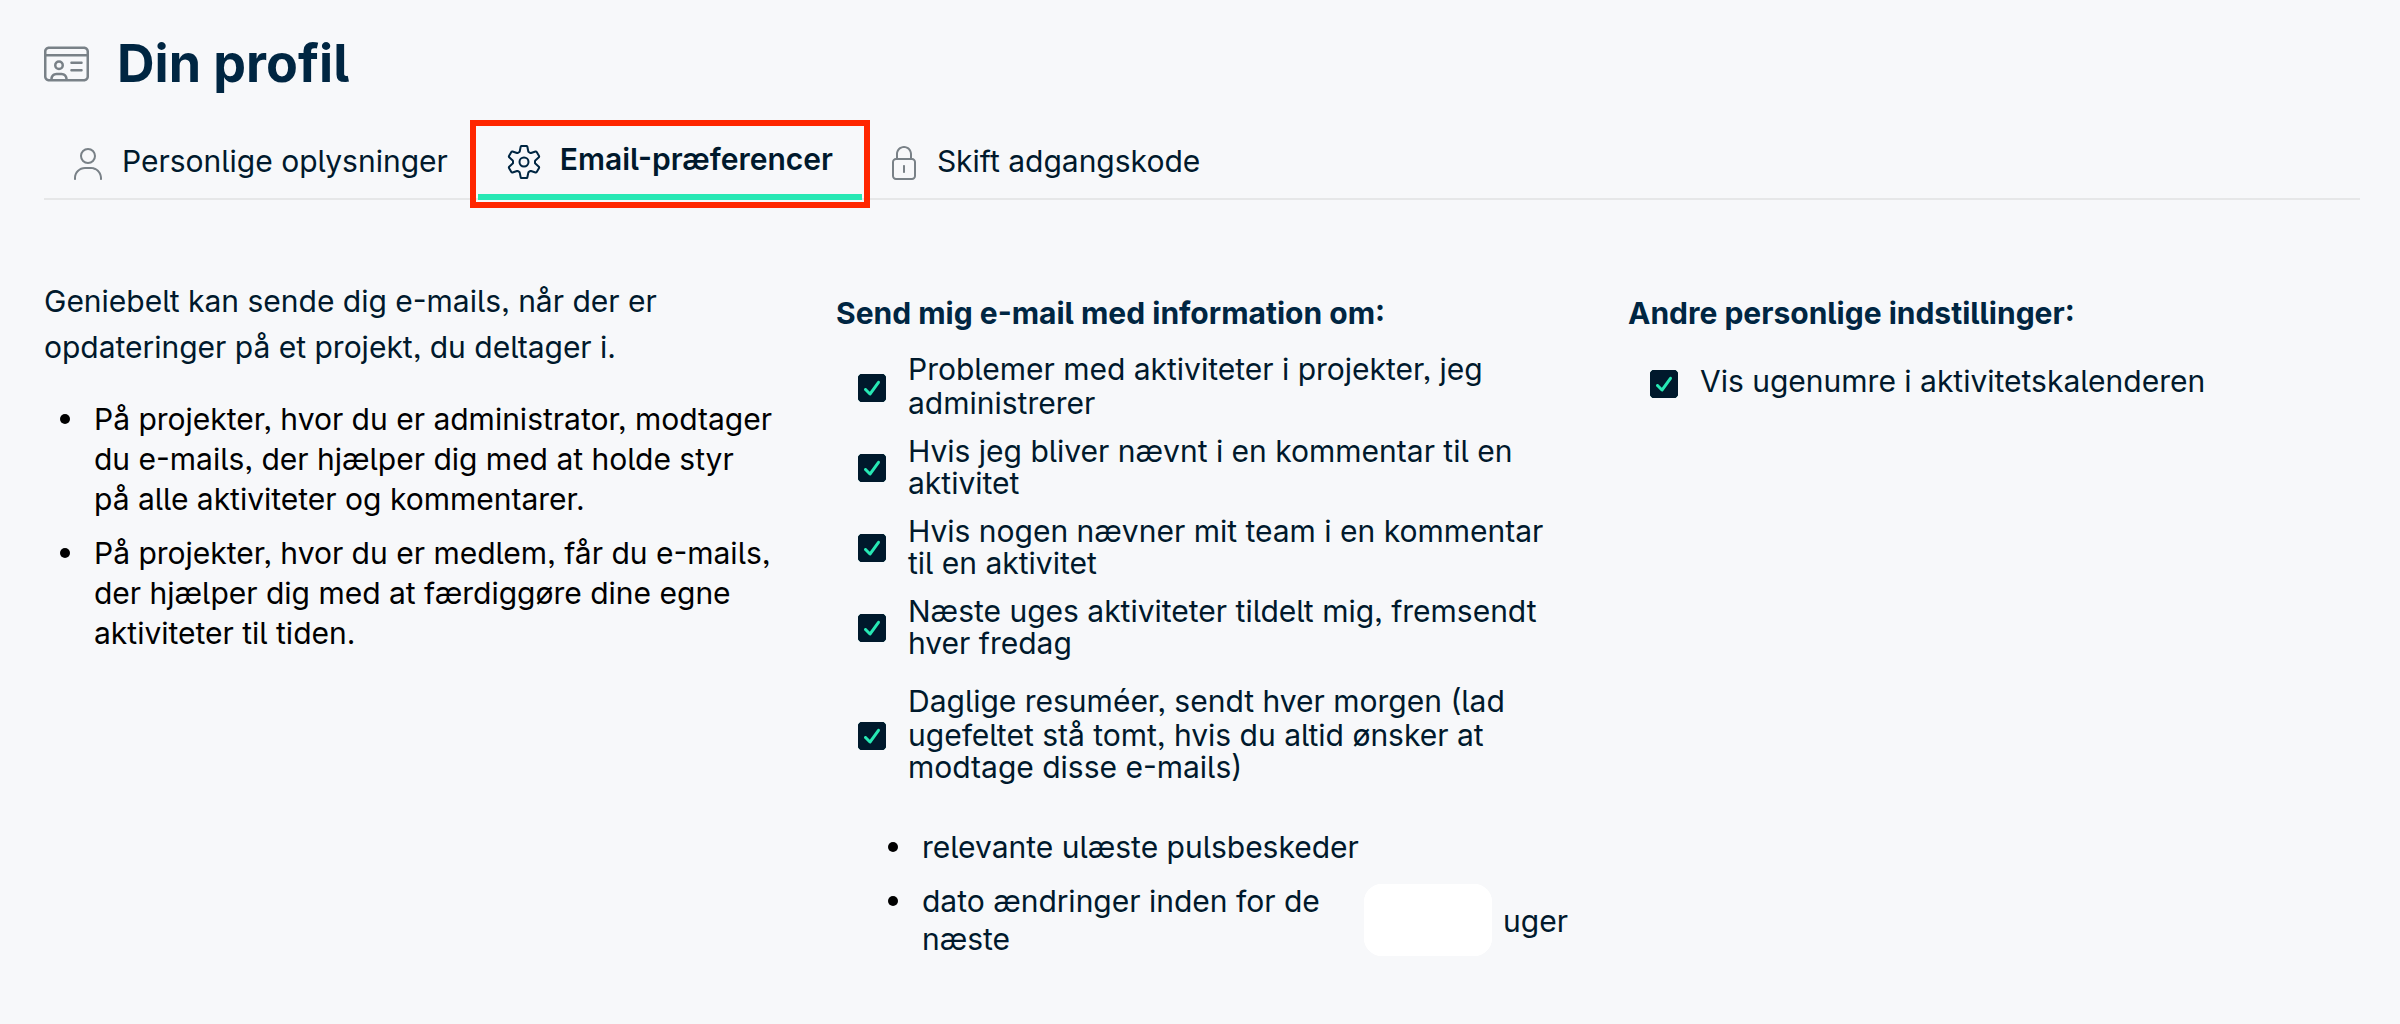 Din profil
Personlige oplysninger
Email-præferencer
Skift adgangskode
Geniebelt kan sende dig e-mails, når der er
opdateringer på et projekt, du deltager i.
• På projekter, hvor du er administrator, modtager
du e-mails, der hjælper dig med at holde styr
på alle aktiviteter og kommentarer.
• På projekter, hvor du er medlem, får du e-mails,
der hjælper dig med at færdiggøre dine egne
aktiviteter til tiden.
Send mig e-mail med information om:
Problemer med aktiviteter i projekter, jeg
administrerer
Hvis jeg bliver nævnt i en kommentar til en
aktivitet
Hvis nogen nævner mit team i en kommentar
til en aktivitet
Næste uges aktiviteter tildelt mig, fremsendt
hver fredag
Daglige resuméer, sendt hver morgen (lad
ugefeltet stå tomt, hvis du altid ønsker at
modtage disse e-mails)
• relevante ulæste pulsbeskeder
• dato ændringer inden for de
næste
uger
Andre personlige indstillinger:
Vis ugenumre i aktivitetskalenderen